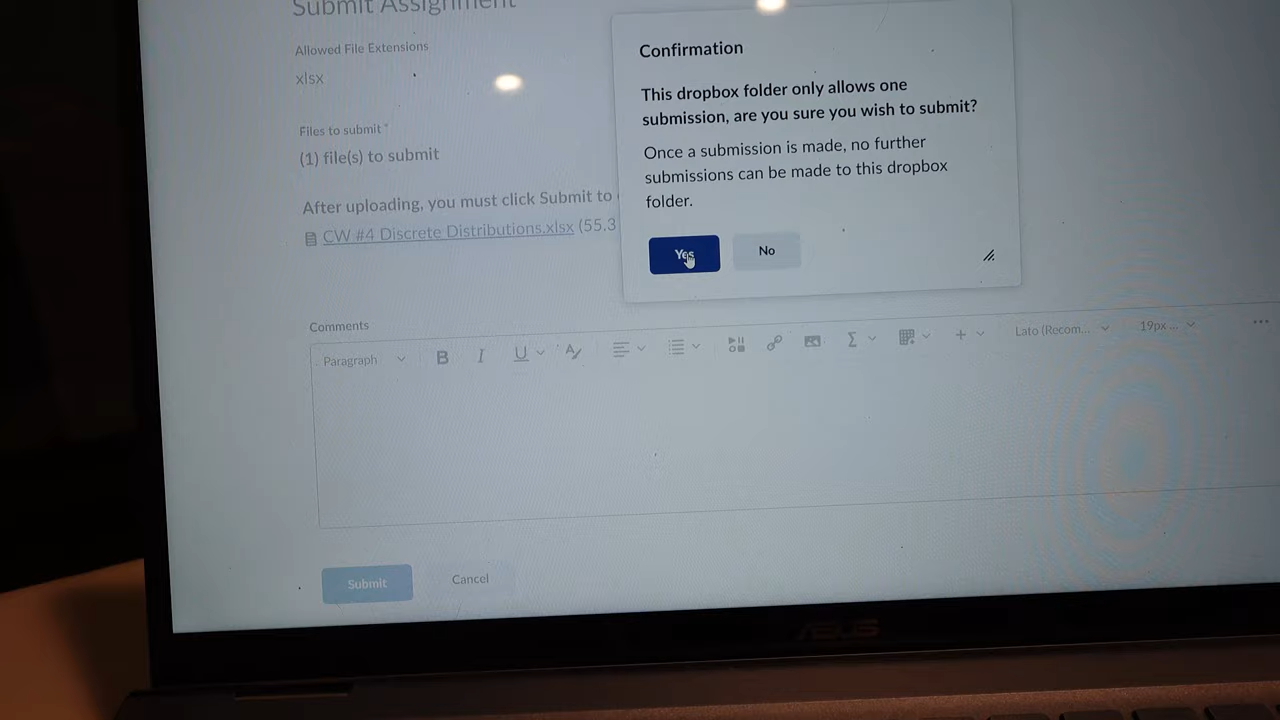 Submit Assignment
Allowed File Extensions
xlsx
Files to submit *
(1) file(s) to submit
After uploading, you must click Submit to
CW #4 Discrete Distributions.xlsx (55.3
Confirmation
This dropbox folder only allows one
submission, are you sure you wish to submit?
Once a submission is made, no further
submissions can be made to this dropbox
folder.
Yes
No
Comments
Paragraph
B
I
U
Lato (Recom...
19px ...
Submit
Cancel
ASUS